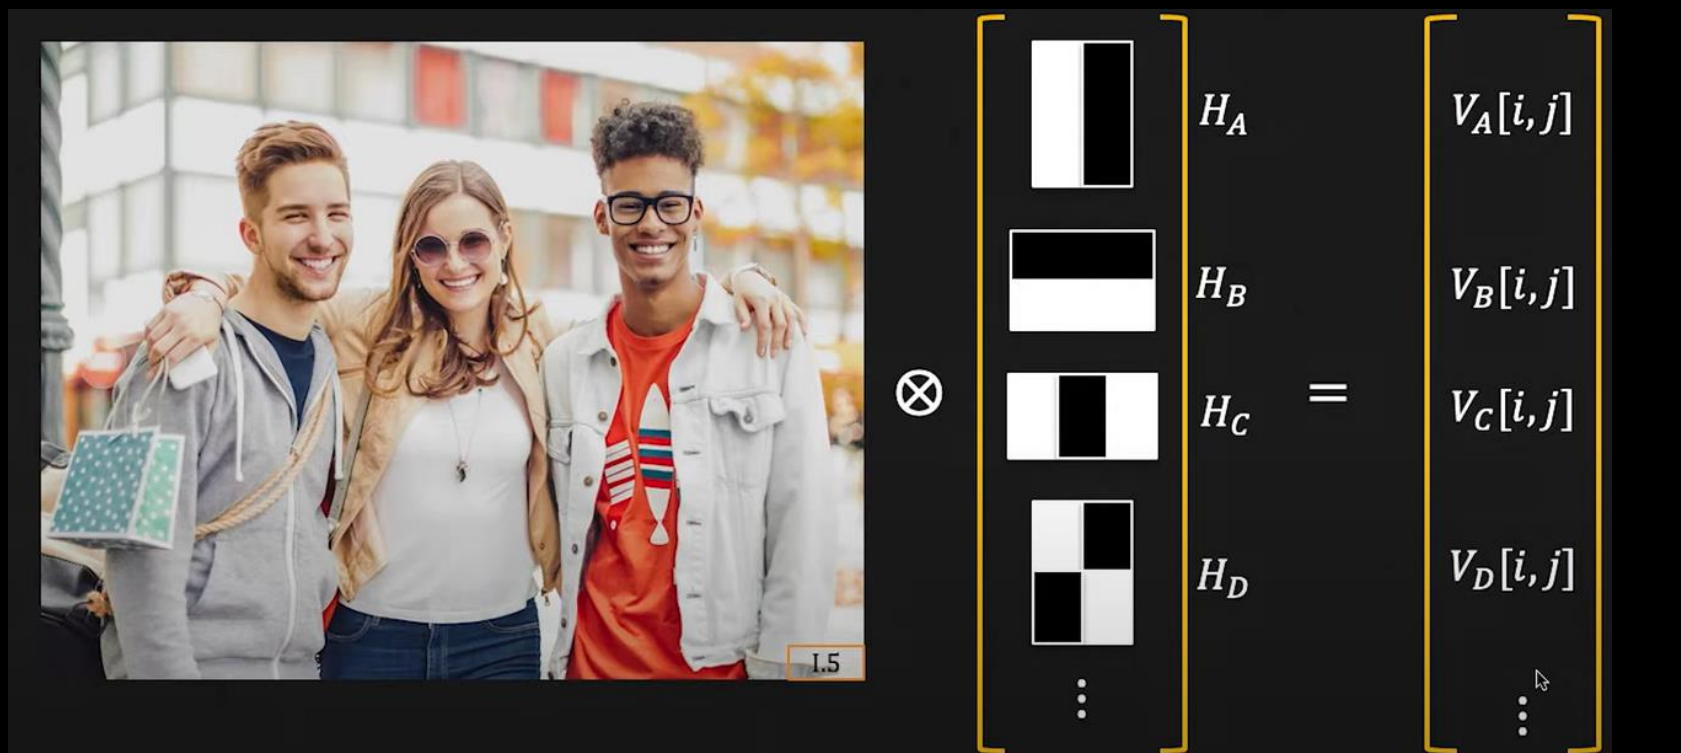 H_A V_A[i, j]
H_B V_B[i, j]
⊗ H_C = V_C[i, j]
H_D V_D[i, j]
I.5
⋮ ⋮